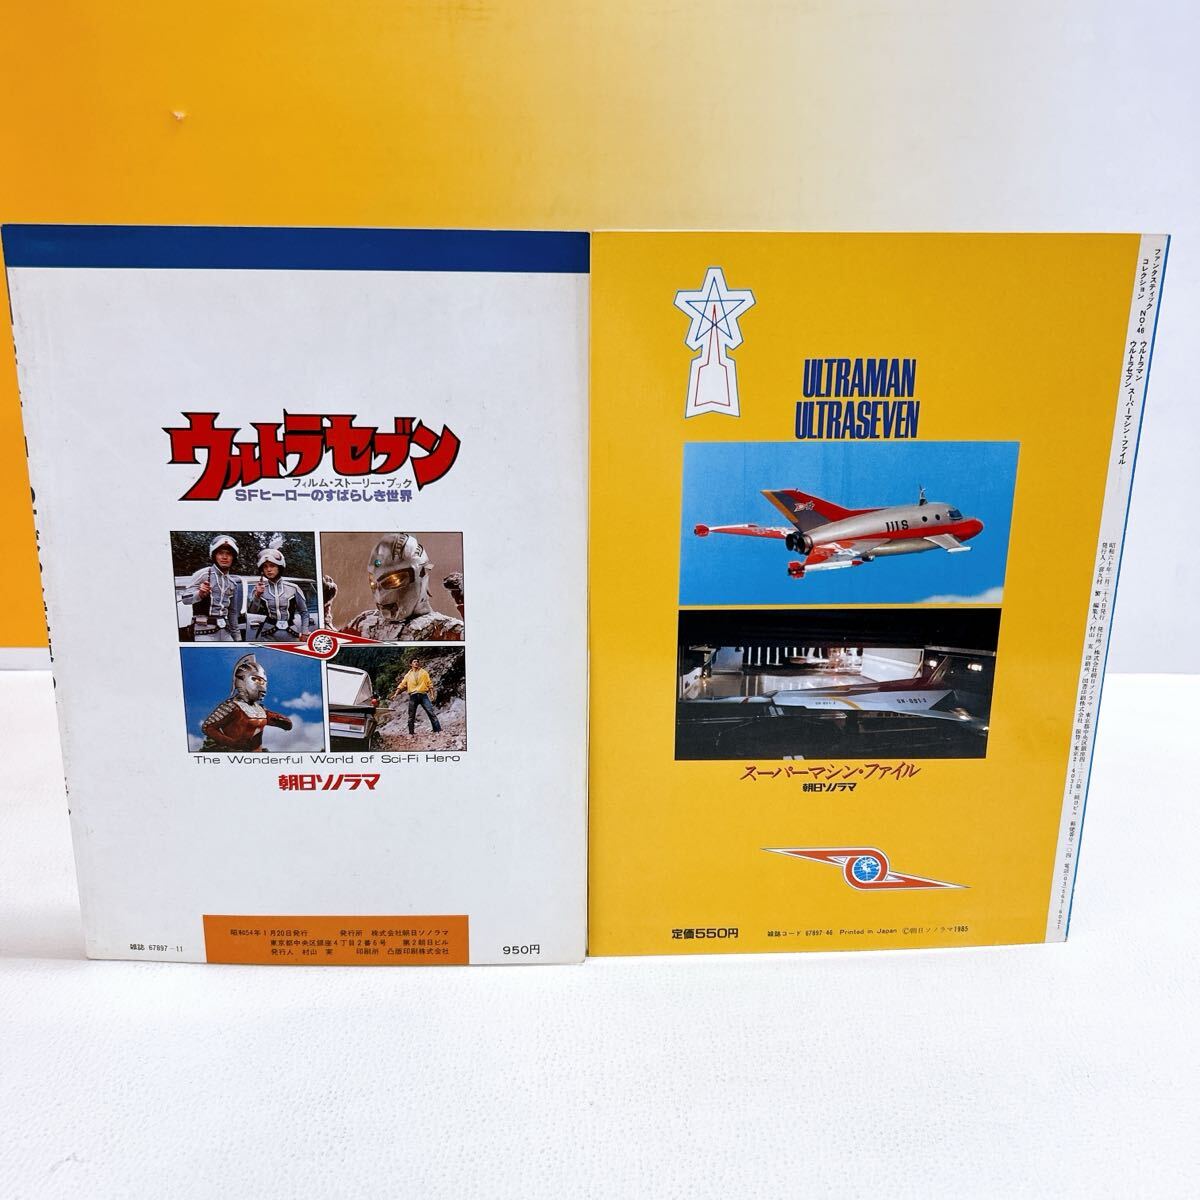 ウルトラセブン
フィルム・ストーリー・ブック
SFヒーローのすばらしき世界
The Wonderful World of Sci-Fi Hero
朝日ソノラマ
昭和54年1月20日発行 発行所 株式会社朝日ソノラマ
東京都中央区銀座4丁目2番6号 第2朝日ビル
発行人 村山 実 印刷所 凸版印刷株式会社
雑誌 67897-11
950円
ULTRAMAN
ULTRASEVEN
スーパーマシン・ファイル
朝日ソノラマ
定価550円
雑誌コード 67897-46 Printed in Japan ©朝日ソノラマ1985
ファンタスティック
コレクション NO・46
ウルトラマン
ウルトラセブン スーパーマシン・ファイル